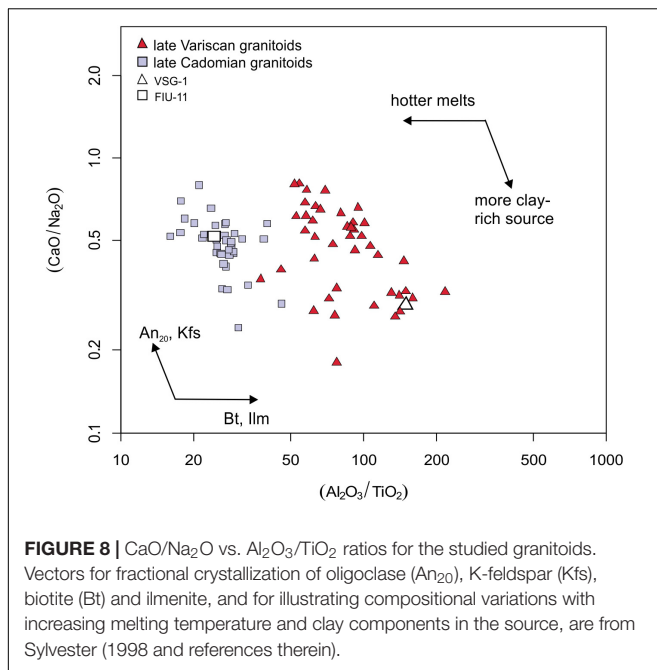 late Variscan granitoids
late Cadomian granitoids
VSG-1
FIU-11
hotter melts
more clay-
rich source
2.0
1.0
0.5
0.2
0.1
(CaO/Na₂O)
An₂₀, Kfs
Bt, Ilm
10
50
100
200
500
1000
(Al₂O₃/TiO₂)
FIGURE 8 | CaO/Na₂O vs. Al₂O₃/TiO₂ ratios for the studied granitoids.
Vectors for fractional crystallization of oligoclase (An₂₀), K-feldspar (Kfs),
biotite (Bt) and ilmenite, and for illustrating compositional variations with
increasing melting temperature and clay components in the source, are from
Sylvester (1998 and references therein).